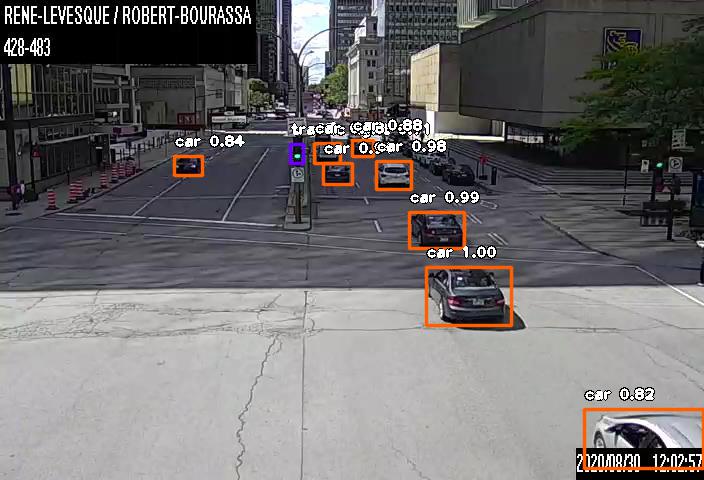 RENE-LEVESQUE / ROBERT-BOURASSA
428-483
car 0.88
car 0.84
car 0.98
car 0.99
car 1.00
car 0.82
2020/08/30 12:02:57